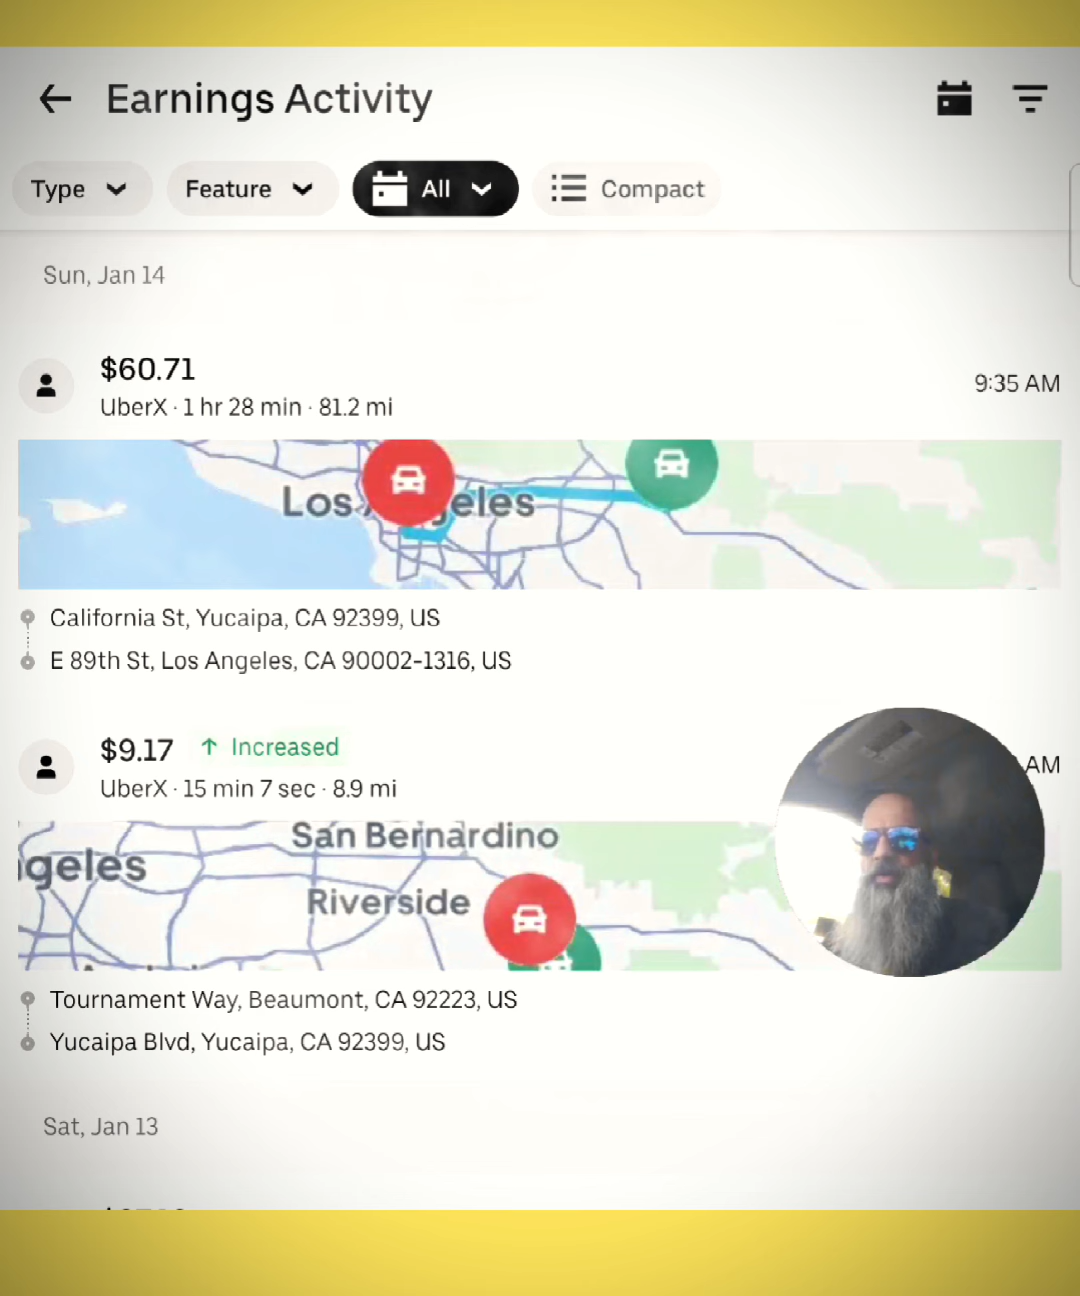 Earnings Activity
Type Feature All Compact
Sun, Jan 14
$60.71
UberX · 1 hr 28 min · 81.2 mi
9:35 AM
Los eles
California St, Yucaipa, CA 92399, US
E 89th St, Los Angeles, CA 90002-1316, US
$9.17 ↑ Increased
UberX · 15 min 7 sec · 8.9 mi
AM
San Bernardino
geles
Riverside
Tournament Way, Beaumont, CA 92223, US
Yucaipa Blvd, Yucaipa, CA 92399, US
Sat, Jan 13